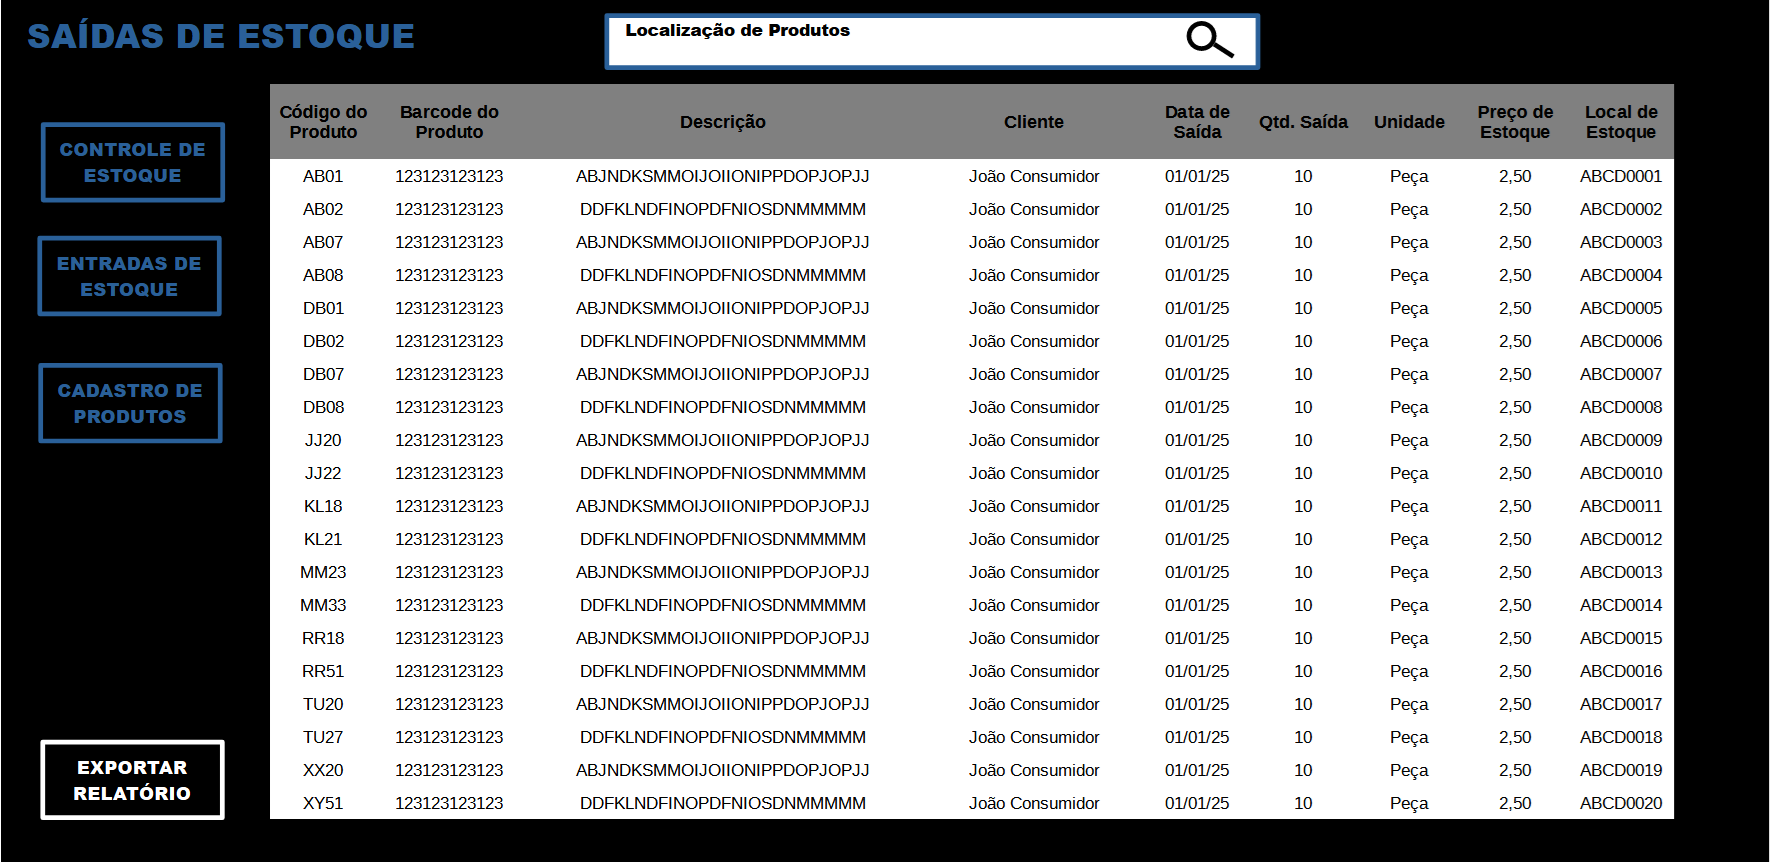 SAÍDAS DE ESTOQUE
Localização de Produtos
CONTROLE DE
ESTOQUE
ENTRADAS DE
ESTOQUE
CADASTRO DE
PRODUTOS
EXPORTAR
RELATÓRIO
Código do Produto Barcode do Produto Descrição Cliente Data de Saída Qtd. Saída Unidade Preço de Estoque Local de Estoque
AB01 123123123123 ABJNDKSMMOIJOIIONIPPDOPJOPJJ João Consumidor 01/01/25 10 Peça 2,50 ABCD0001
AB02 123123123123 DDFKLNDFINOPDFNIOSDNMMMMM João Consumidor 01/01/25 10 Peça 2,50 ABCD0002
AB07 123123123123 ABJNDKSMMOIJOIIONIPPDOPJOPJJ João Consumidor 01/01/25 10 Peça 2,50 ABCD0003
AB08 123123123123 DDFKLNDFINOPDFNIOSDNMMMMM João Consumidor 01/01/25 10 Peça 2,50 ABCD0004
DB01 123123123123 ABJNDKSMMOIJOIIONIPPDOPJOPJJ João Consumidor 01/01/25 10 Peça 2,50 ABCD0005
DB02 123123123123 DDFKLNDFINOPDFNIOSDNMMMMM João Consumidor 01/01/25 10 Peça 2,50 ABCD0006
DB07 123123123123 ABJNDKSMMOIJOIIONIPPDOPJOPJJ João Consumidor 01/01/25 10 Peça 2,50 ABCD0007
DB08 123123123123 DDFKLNDFINOPDFNIOSDNMMMMM João Consumidor 01/01/25 10 Peça 2,50 ABCD0008
JJ20 123123123123 ABJNDKSMMOIJOIIONIPPDOPJOPJJ João Consumidor 01/01/25 10 Peça 2,50 ABCD0009
JJ22 123123123123 DDFKLNDFINOPDFNIOSDNMMMMM João Consumidor 01/01/25 10 Peça 2,50 ABCD0010
KL18 123123123123 ABJNDKSMMOIJOIIONIPPDOPJOPJJ João Consumidor 01/01/25 10 Peça 2,50 ABCD0011
KL21 123123123123 DDFKLNDFINOPDFNIOSDNMMMMM João Consumidor 01/01/25 10 Peça 2,50 ABCD0012
MM23 123123123123 ABJNDKSMMOIJOIIONIPPDOPJOPJJ João Consumidor 01/01/25 10 Peça 2,50 ABCD0013
MM33 123123123123 DDFKLNDFINOPDFNIOSDNMMMMM João Consumidor 01/01/25 10 Peça 2,50 ABCD0014
RR18 123123123123 ABJNDKSMMOIJOIIONIPPDOPJOPJJ João Consumidor 01/01/25 10 Peça 2,50 ABCD0015
RR51 123123123123 DDFKLNDFINOPDFNIOSDNMMMMM João Consumidor 01/01/25 10 Peça 2,50 ABCD0016
TU20 123123123123 ABJNDKSMMOIJOIIONIPPDOPJOPJJ João Consumidor 01/01/25 10 Peça 2,50 ABCD0017
TU27 123123123123 DDFKLNDFINOPDFNIOSDNMMMMM João Consumidor 01/01/25 10 Peça 2,50 ABCD0018
XX20 123123123123 ABJNDKSMMOIJOIIONIPPDOPJOPJJ João Consumidor 01/01/25 10 Peça 2,50 ABCD0019
XY51 123123123123 DDFKLNDFINOPDFNIOSDNMMMMM João Consumidor 01/01/25 10 Peça 2,50 ABCD0020